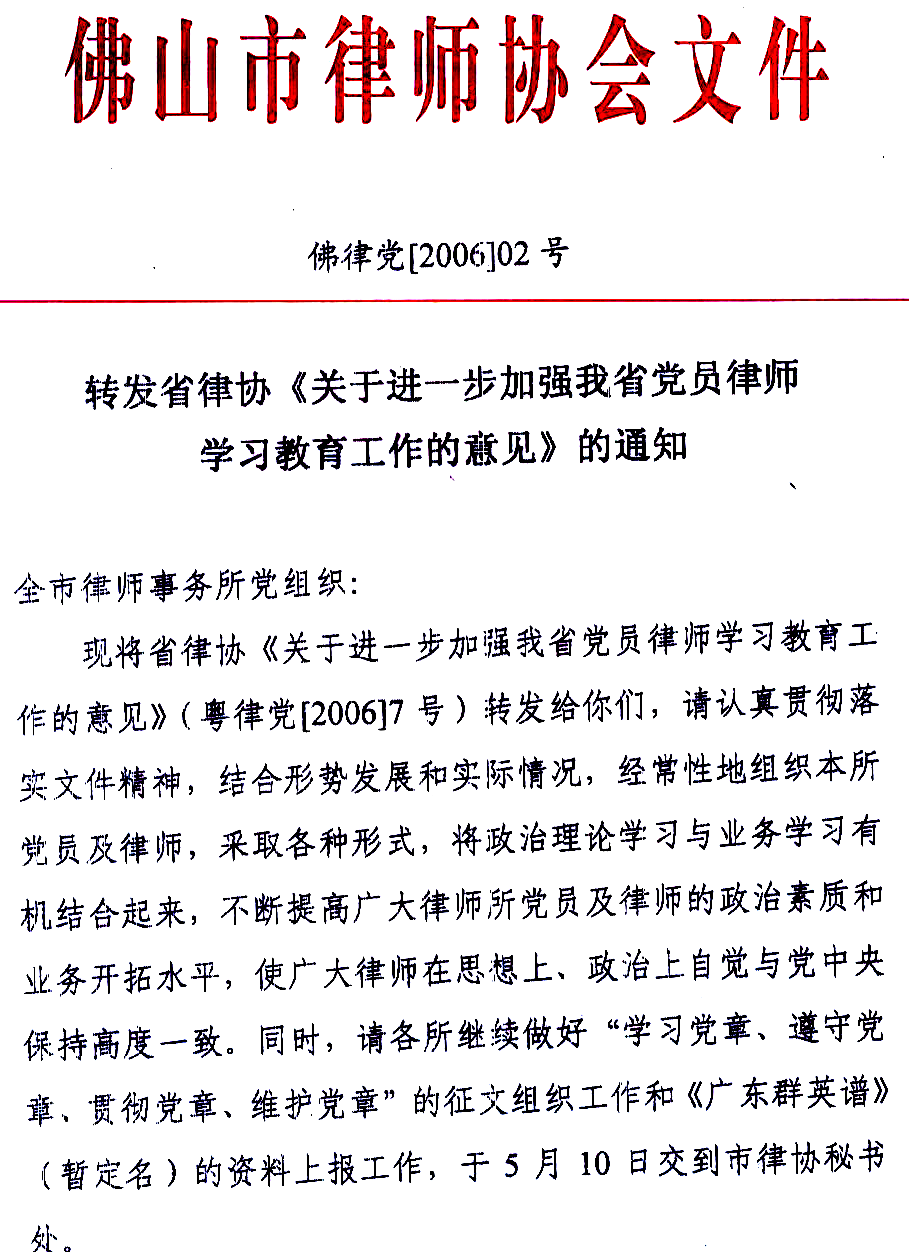 佛山市律师协会文件
佛律党[2006]02 号
转发省律协《关于进一步加强我省党员律师
学习教育工作的意见》的通知
全市律师事务所党组织：
现将省律协《关于进一步加强我省党员律师学习教育工
作的意见》（粤律党[2006]7 号）转发给你们，请认真贯彻落
实文件精神，结合形势发展和实际情况，经常性地组织本所
党员及律师，采取各种形式，将政治理论学习与业务学习有
机结合起来，不断提高广大律师所党员及律师的政治素质和
业务开拓水平，使广大律师在思想上、政治上自觉与党中央
保持高度一致。同时，请各所继续做好“学习党章、遵守党
章、贯彻党章、维护党章”的征文组织工作和《广东群英谱》
（暂定名）的资料上报工作，于 5 月 10 日交到市律协秘书
处。